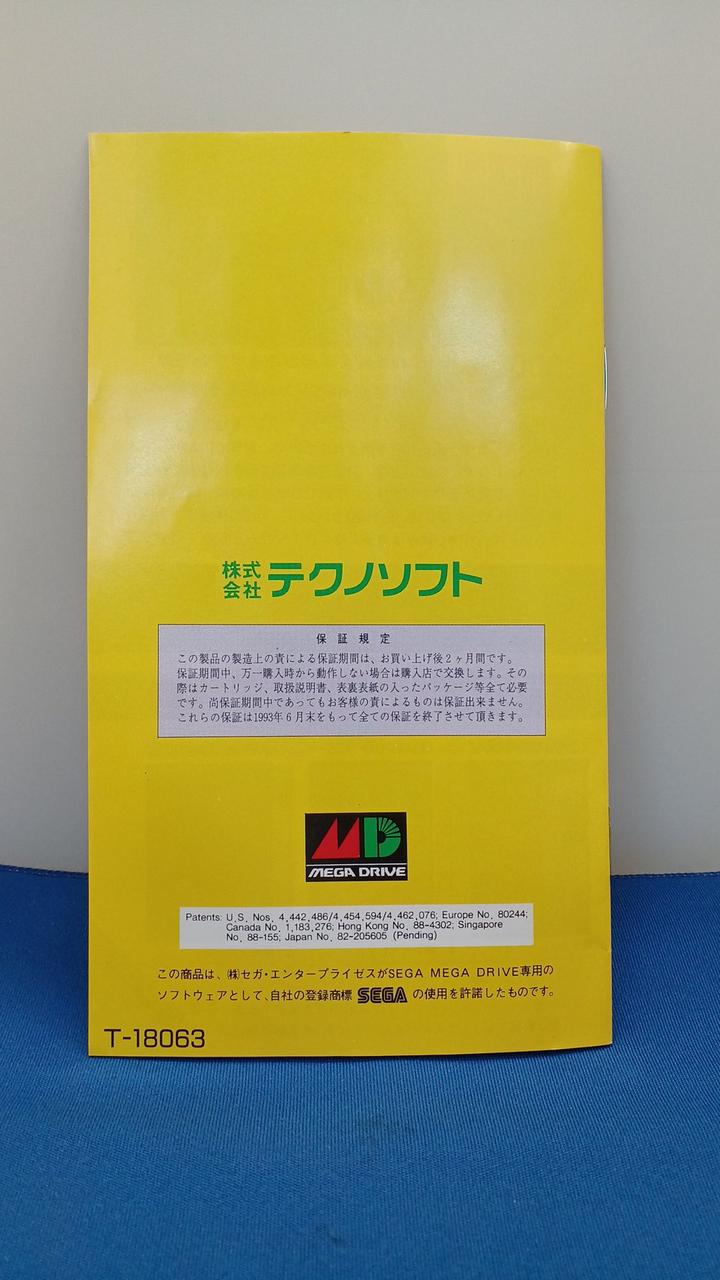 株式
会社 テクノソフト
保証規定
この製品の製造上の責による保証期間は、お買い上げ後２ヶ月間です。
保証期間中、万一購入時から動作しない場合は購入店で交換します。その
際はカートリッジ、取扱説明書、表裏表紙の入ったパッケージ等全て必要
です。尚保証期間中であってもお客様の責によるものは保証出来ません。
これらの保証は1993年６月末をもって全ての保証を終了させて頂きます。
MD
MEGA DRIVE
Patents: U.S. Nos. 4,442,486/4,454,594/4,462,076; Europe No. 80244;
Canada No. 1,183,276; Hong Kong No. 88-4302; Singapore
No. 88-155; Japan No. 82-205605 (Pending)
この商品は、㈱セガ・エンタープライゼスがSEGA MEGA DRIVE専用の
ソフトウェアとして、自社の登録商標 SEGA の使用を許諾したものです。
T-18063